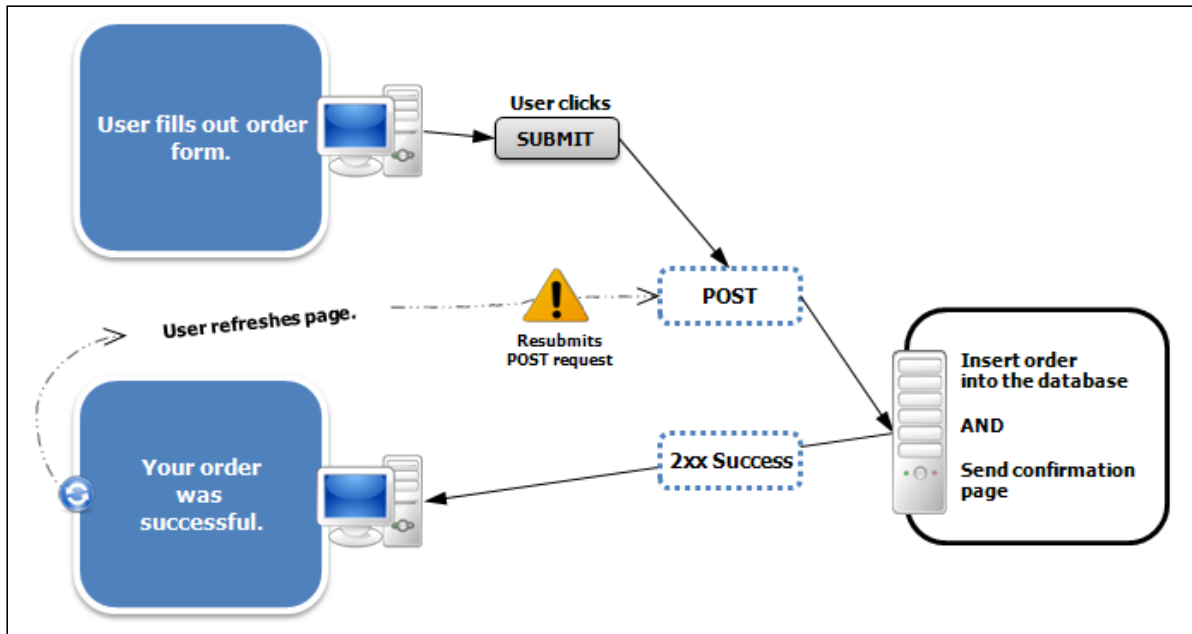 User fills out order
form.
User clicks
SUBMIT
POST
User refreshes page.
Resubmits
POST request
Insert order
into the database
AND
Send confirmation
page
2xx Success
Your order
was
successful.